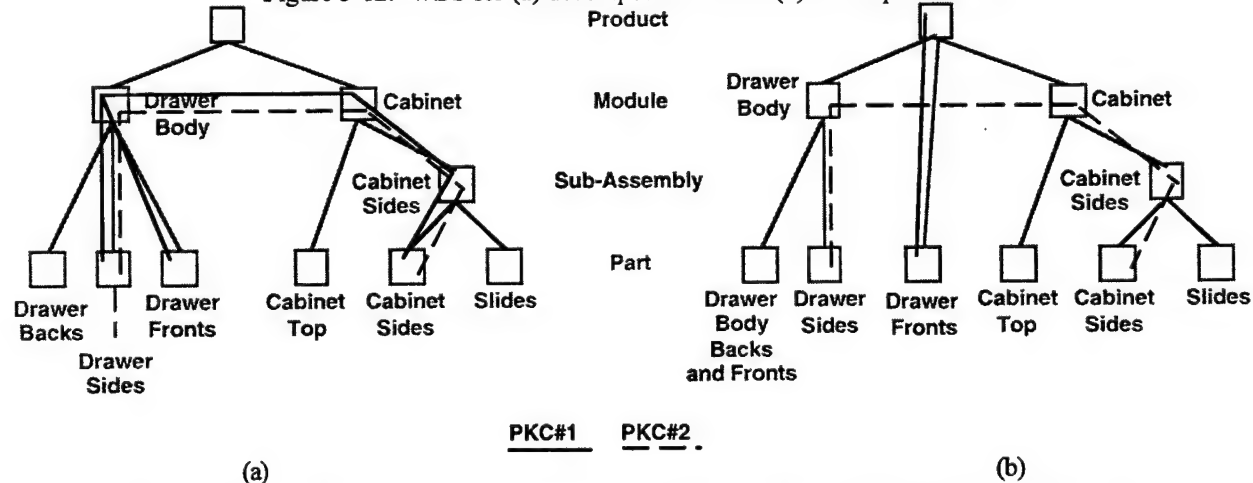 Product
Drawer
Body
Module
Cabinet
Cabinet
Sides
Sub-Assembly
Part
Drawer
Backs
Drawer
Sides
Drawer
Fronts
Cabinet
Top
Cabinet
Sides
Slides
Drawer
Body
Cabinet
Cabinet
Sides
Drawer
Body
Backs
and Fronts
Drawer
Sides
Drawer
Fronts
Cabinet
Top
Cabinet
Sides
Slides
PKC#1 PKC#2
(a)
(b)